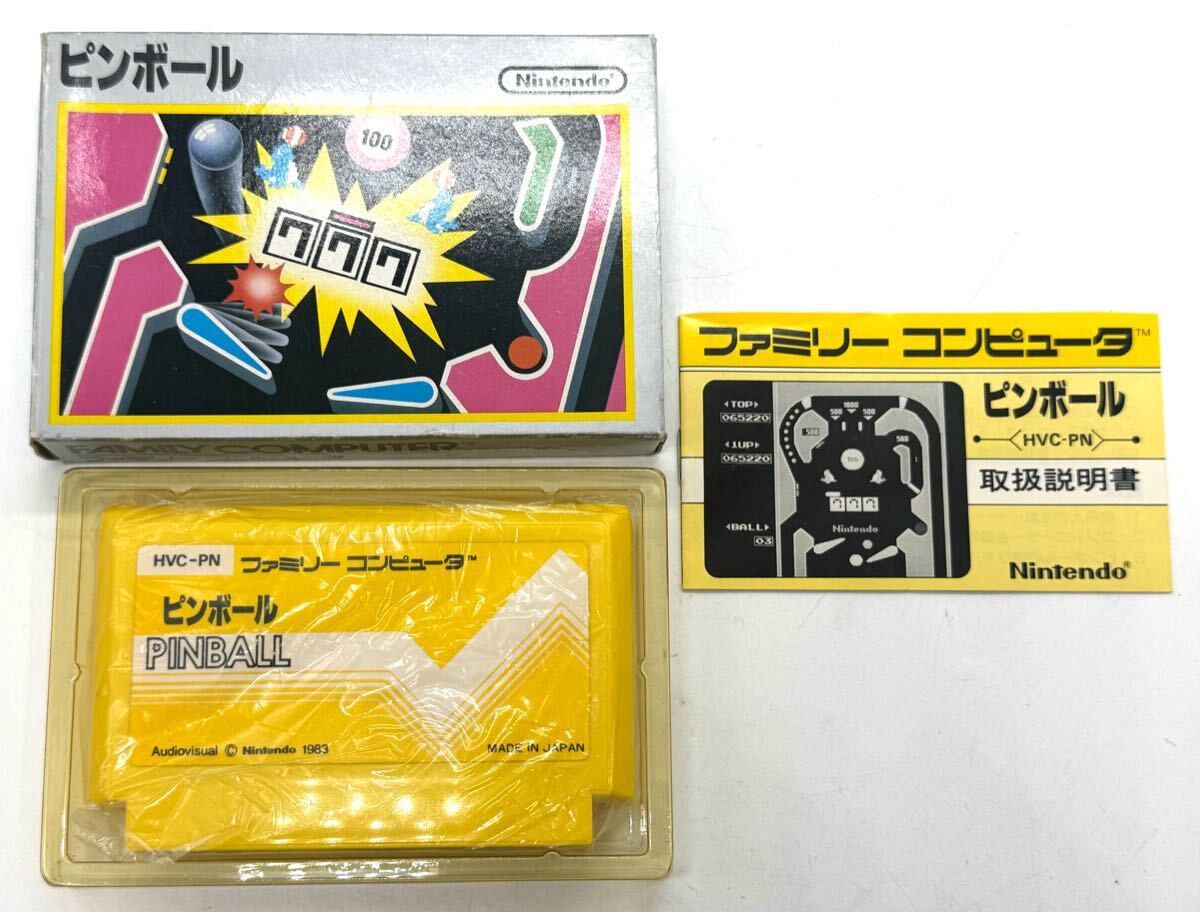 ピンボール
Nintendo®
100
777
FAMILY COMPUTER™
HVC-PN
ファミリー コンピュータ™
ピンボール
PINBALL
Audiovisual © Nintendo 1983
MADE IN JAPAN
ファミリー コンピュータ™
ピンボール
HVC-PN
取扱説明書
Nintendo®
TOP
065220
1UP
065220
BALL
03
1000
500
500
500
500
100
777
Nintendo